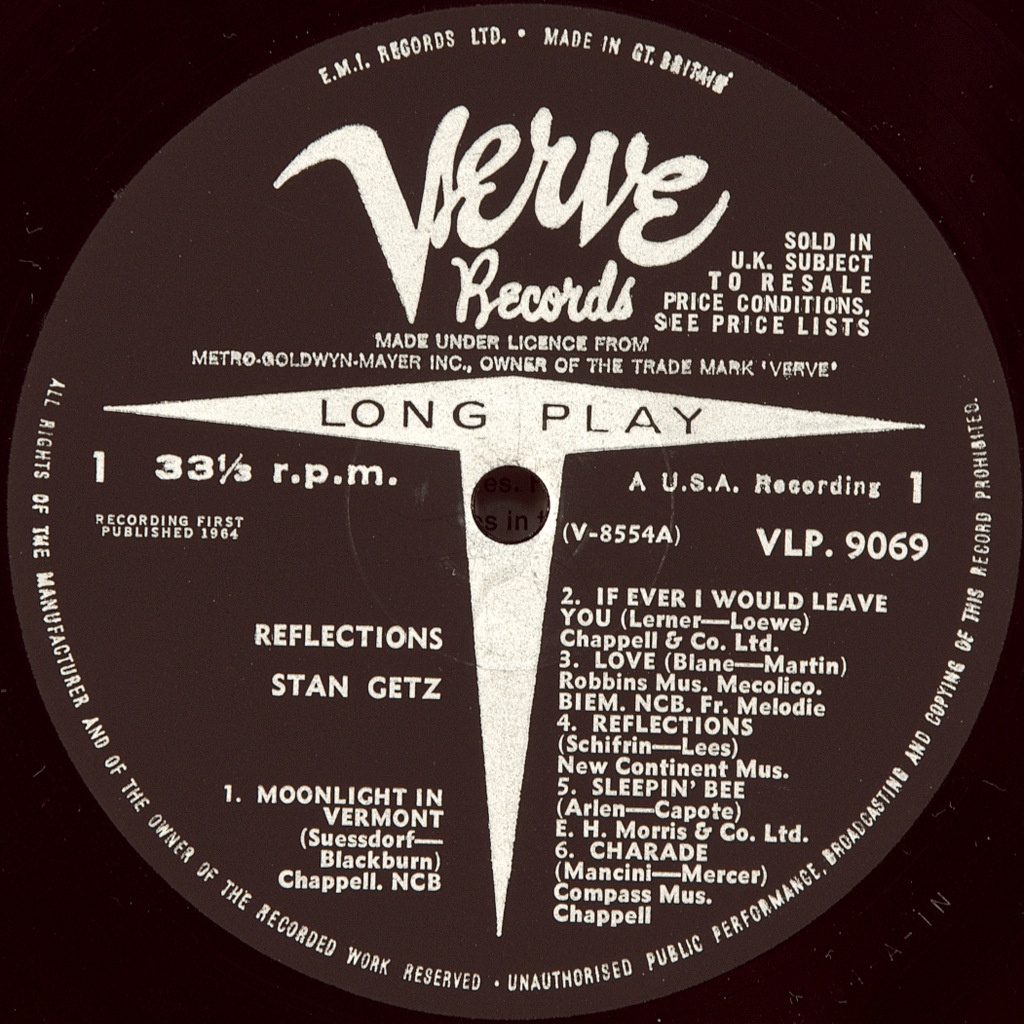 E.M.I. RECORDS LTD. • MADE IN GT. BRITAIN
Verve
Records
SOLD IN
U.K. SUBJECT
TO RESALE
PRICE CONDITIONS,
SEE PRICE LISTS
MADE UNDER LICENCE FROM
METRO-GOLDWYN-MAYER INC., OWNER OF THE TRADE MARK 'VERVE'
LONG PLAY
1 33⅓ r.p.m.
RECORDING FIRST
PUBLISHED 1964
A U.S.A. Recording 1
(V-8554A) VLP. 9069
REFLECTIONS
STAN GETZ
1. MOONLIGHT IN
VERMONT
(Suessdorf—
Blackburn)
Chappell. NCB
2. IF EVER I WOULD LEAVE
YOU (Lerner—Loewe)
Chappell & Co. Ltd.
3. LOVE (Blane—Martin)
Robbins Mus. Mecolico.
BIEM. NCB. Fr. Melodie
4. REFLECTIONS
(Schifrin—Lees)
New Continent Mus.
5. SLEEPIN' BEE
(Arlen—Capote)
E. H. Morris & Co. Ltd.
6. CHARADE
(Mancini—Mercer)
Compass Mus.
Chappell
ALL RIGHTS OF THE MANUFACTURER AND OF THE OWNER OF THE RECORDED WORK RESERVED • UNAUTHORISED PUBLIC PERFORMANCE, BROADCASTING AND COPYING OF THIS RECORD PROHIBITED.